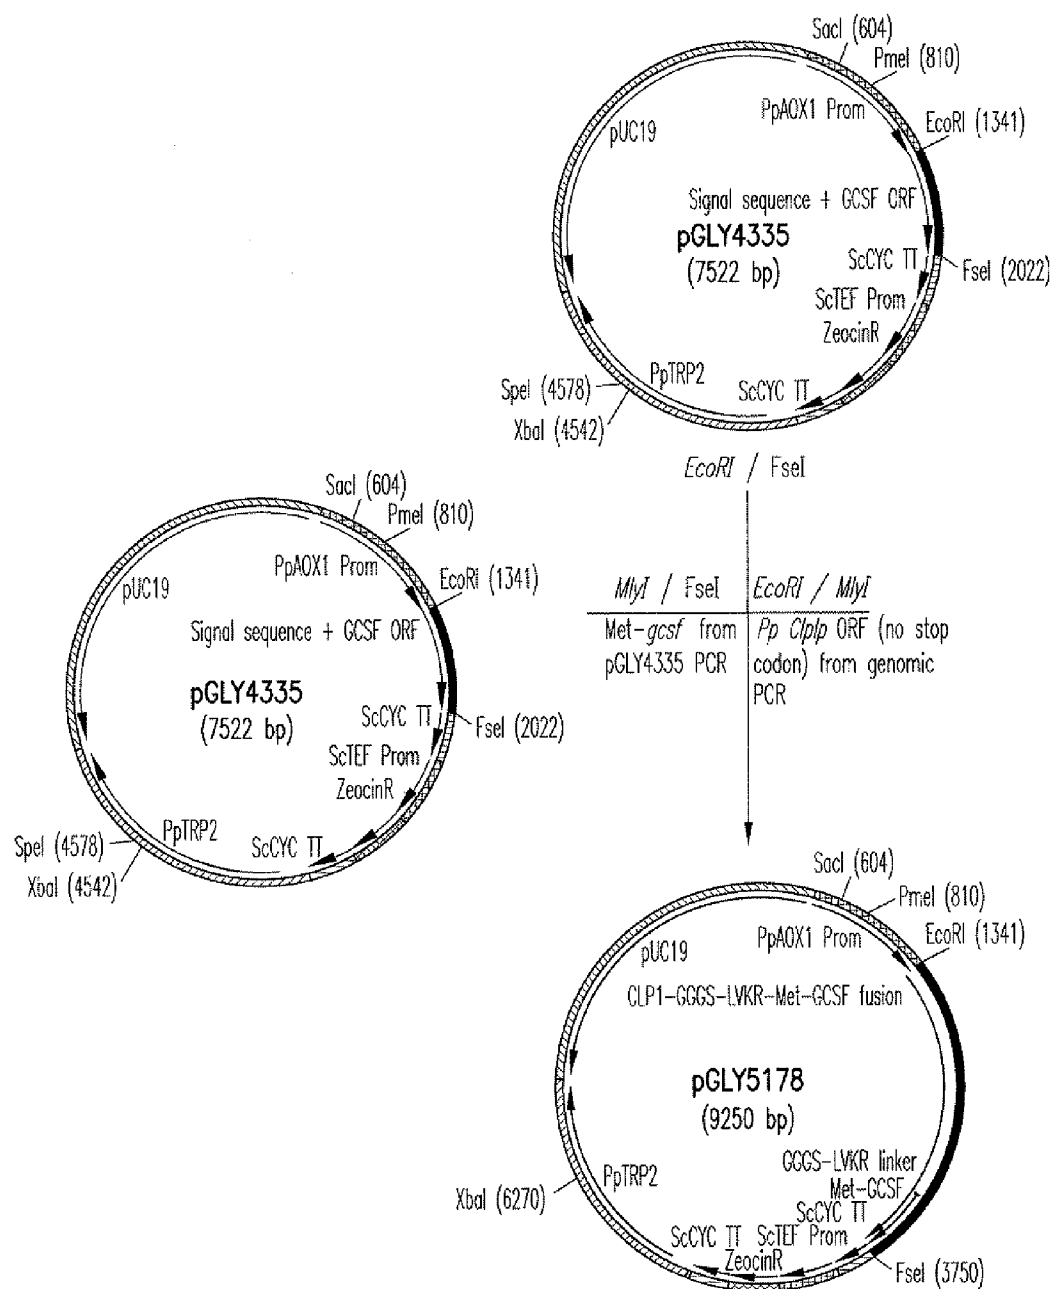 SacI (604)
PmeI (810)
PpAOX1 Prom
EcoRI (1341)
pUC19
Signal sequence + GCSF ORF
pGLY4335
(7522 bp)
ScCYC TT
FseI (2022)
ScTEF Prom
ZeocinR
SpeI (4578)
PpTRP2
ScCYC TT
XbaI (4542)
EcoRI / FseI
SacI (604)
PmeI (810)
PpAOX1 Prom
EcoRI (1341)
pUC19
Signal sequence + GCSF ORF
pGLY4335
(7522 bp)
ScCYC TT
FseI (2022)
ScTEF Prom
ZeocinR
SpeI (4578)
PpTRP2
ScCYC TT
XbaI (4542)
MlyI / FseI
Met-gcsf from
pGLY4335 PCR
EcoRI / MlyI
Pp Clp1p ORF (no stop
codon) from genomic
PCR
SacI (604)
PmeI (810)
PpAOX1 Prom
EcoRI (1341)
pUC19
CLP1-GGGS-LVKR-Met-GCSF fusion
pGLY5178
(9250 bp)
GGGS-LVKR linker
Met-GCSF
PpTRP2
XbaI (6270)
ScCYC TT
ScCYC TT
ScTEF Prom
ZeocinR
FseI (3750)